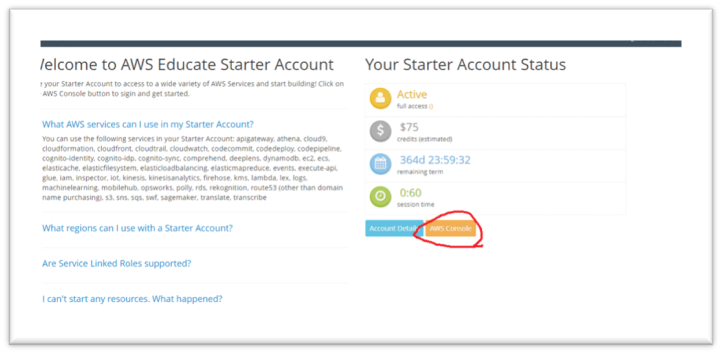 Welcome to AWS Educate Starter Account
e your Starter Account to access to a wide variety of AWS Services and start building! Click on
AWS Console button to sigin and get started.
What AWS services can I use in my Starter Account?
You can use the following services in your Starter Account: apigateway, athena, cloud9,
cloudformation, cloudfront, cloudtrail, cloudwatch, codecommit, codedeploy, codepipeline,
cognito-identity, cognito-idp, cognito-sync, comprehend, deeplens, dynamodb, ec2, ecs,
elasticache, elasticfilesystem, elasticloadbalancing, elasticmapreduce, events, execute-api,
glue, iam, inspector, iot, kinesis, kinesisanalytics, firehose, kms, lambda, lex, logs,
machinelearning, mobilehub, opsworks, polly, rds, rekognition, route53 (other than domain
name purchasing), s3, sns, sqs, swf, sagemaker, translate, transcribe
What regions can I use with a Starter Account?
Are Service Linked Roles supported?
I can't start any resources. What happened?
Your Starter Account Status
Active
full access ()
$75
credits (estimated)
364d 23:59:32
remaining term
0:60
session time
Account Details
AWS Console